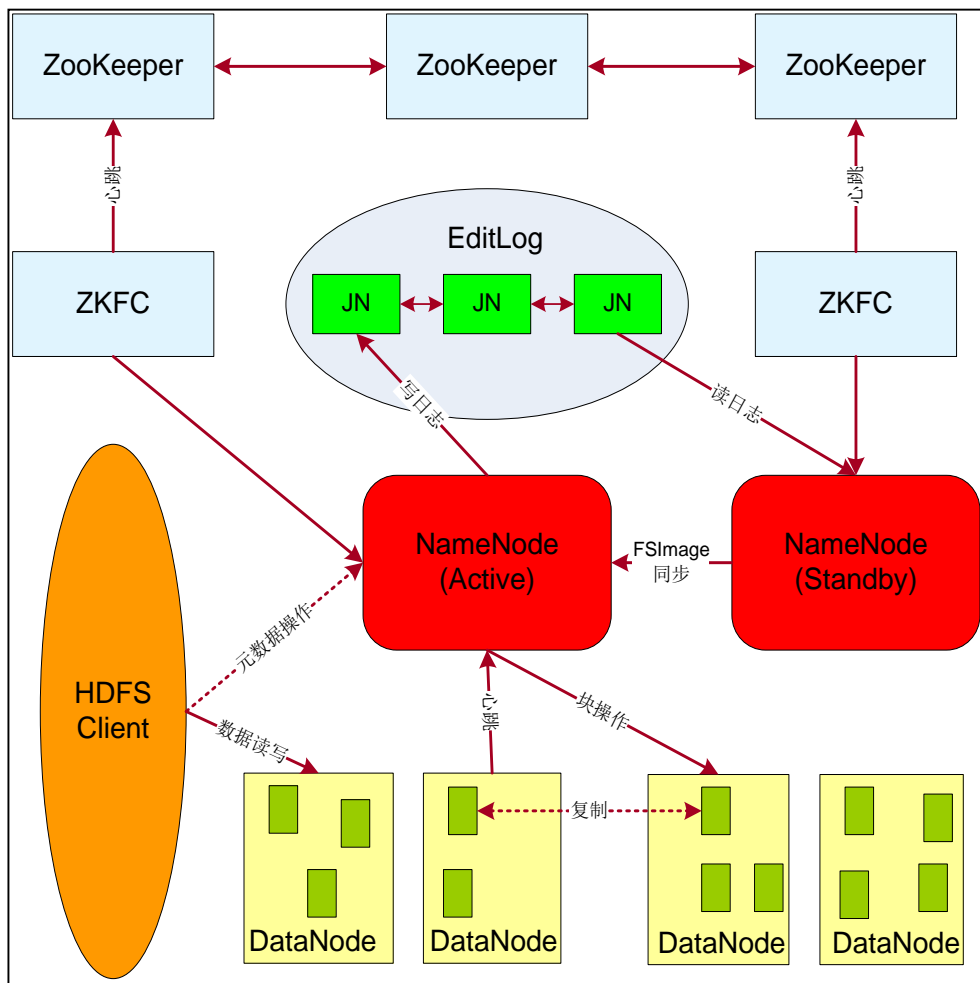 ZooKeeper
ZooKeeper
ZooKeeper
心跳
心跳
EditLog
ZKFC
JN
JN
JN
ZKFC
写日志
读日志
NameNode
(Active)
FSImage
同步
NameNode
(Standby)
元数据操作
HDFS
Client
数据读写
心跳
块操作
复制
DataNode
DataNode
DataNode
DataNode